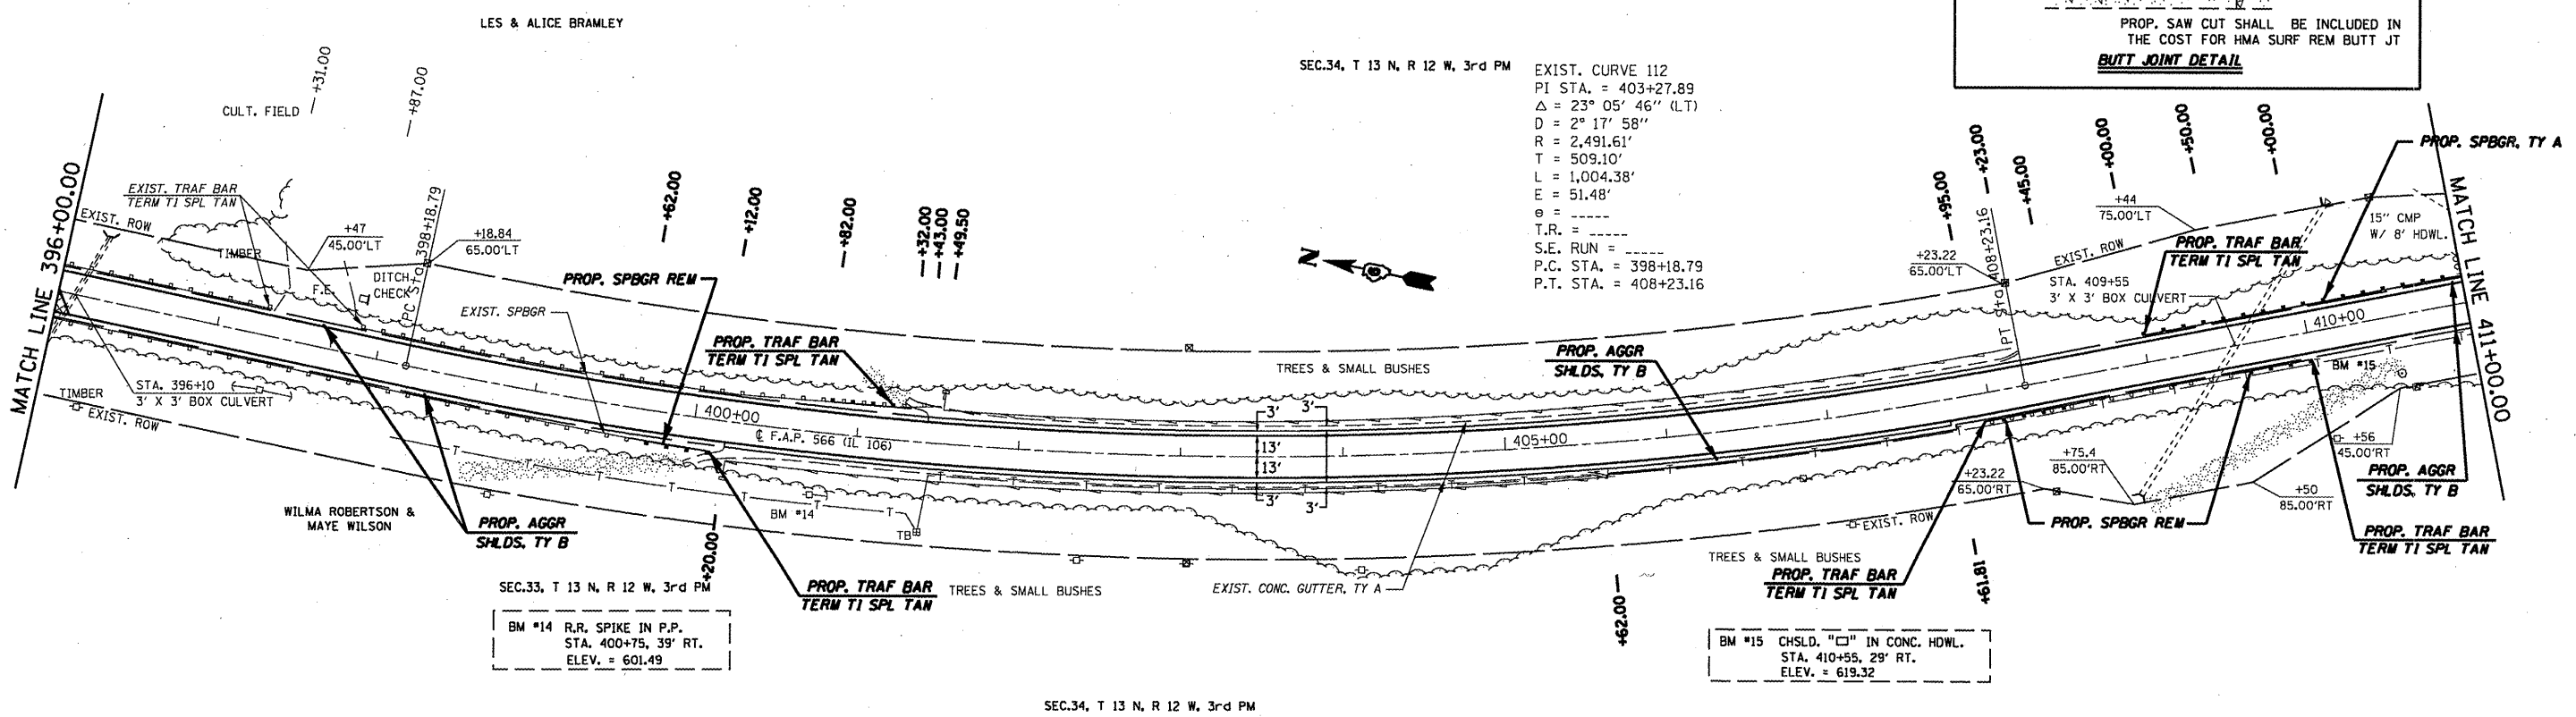 LES & ALICE BRAMLEY
PROP. SAW CUT SHALL BE INCLUDED IN
THE COST FOR HMA SURF REM BUTT JT
BUTT JOINT DETAIL
SEC.34, T 13 N, R 12 W, 3rd PM
EXIST. CURVE 112
PI STA. = 403+27.89
Δ = 23° 05' 46" (LT)
D = 2° 17' 58"
R = 2,491.61'
T = 509.10'
L = 1,004.38'
E = 51.48'
e = -----
T.R. = -----
S.E. RUN = -----
P.C. STA. = 398+18.79
P.T. STA. = 408+23.16
MATCH LINE 396+00.00
CULT. FIELD
+31.00
+87.00
EXIST. TRAF BAR
TERM T1 SPL TAN
EXIST. ROW
TIMBER
+47
45.00'LT
F.E.
DITCH
CHECK
PC Sta 398+18.79
+18.84
65.00'LT
EXIST. SPBGR
PROP. SPBGR REM
+62.00
+12.00
+82.00
+32.00
+43.00
+49.50
PROP. TRAF BAR
TERM T1 SPL TAN
N
TREES & SMALL BUSHES
PROP. AGGR
SHLDS, TY B
+95.00
+23.00
+45.00
+00.00
+50.00
+00.00
PROP. SPBGR, TY A
+23.22
65.00'LT
PT Sta 408+23.16
EXIST. ROW
+44
75.00'LT
PROP. TRAF BAR
TERM T1 SPL TAN
STA. 409+55
3' X 3' BOX CULVERT
15" CMP
W/ 8' HDWL.
MATCH LINE 411+00.00
410+00
BM #15
STA. 396+10
3' X 3' BOX CULVERT
TIMBER
EXIST. ROW
400+00
℄ F.A.P. 566 (IL 106)
3'
3'
13'
13'
3'
3'
405+00
T
BM #14
TB
WILMA ROBERTSON &
MAYE WILSON
PROP. AGGR
SHLDS, TY B
+20.00
PROP. TRAF BAR
TERM T1 SPL TAN
TREES & SMALL BUSHES
EXIST. CONC. GUTTER, TY A
EXIST. ROW
TREES & SMALL BUSHES
PROP. TRAF BAR
TERM T1 SPL TAN
+62.00
+61.81
+23.22
65.00'RT
+75.4
85.00'RT
PROP. SPBGR REM
+50
85.00'RT
+56
45.00'RT
PROP. AGGR
SHLDS, TY B
PROP. TRAF BAR
TERM T1 SPL TAN
SEC.33, T 13 N, R 12 W, 3rd PM
BM #14 R.R. SPIKE IN P.P.
STA. 400+75, 39' RT.
ELEV. = 601.49
BM #15 CHSLD. "□" IN CONC. HDWL.
STA. 410+55, 29' RT.
ELEV. = 619.32
SEC.34, T 13 N, R 12 W, 3rd PM